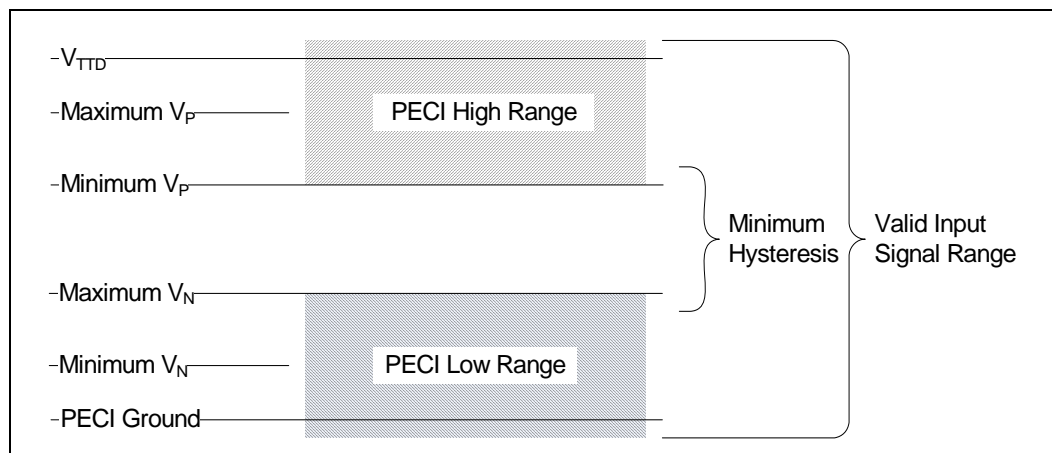 V_TTD
Maximum V_P
PECI High Range
Minimum V_P
Minimum
Hysteresis
Valid Input
Signal Range
Maximum V_N
Minimum V_N
PECI Low Range
PECI Ground